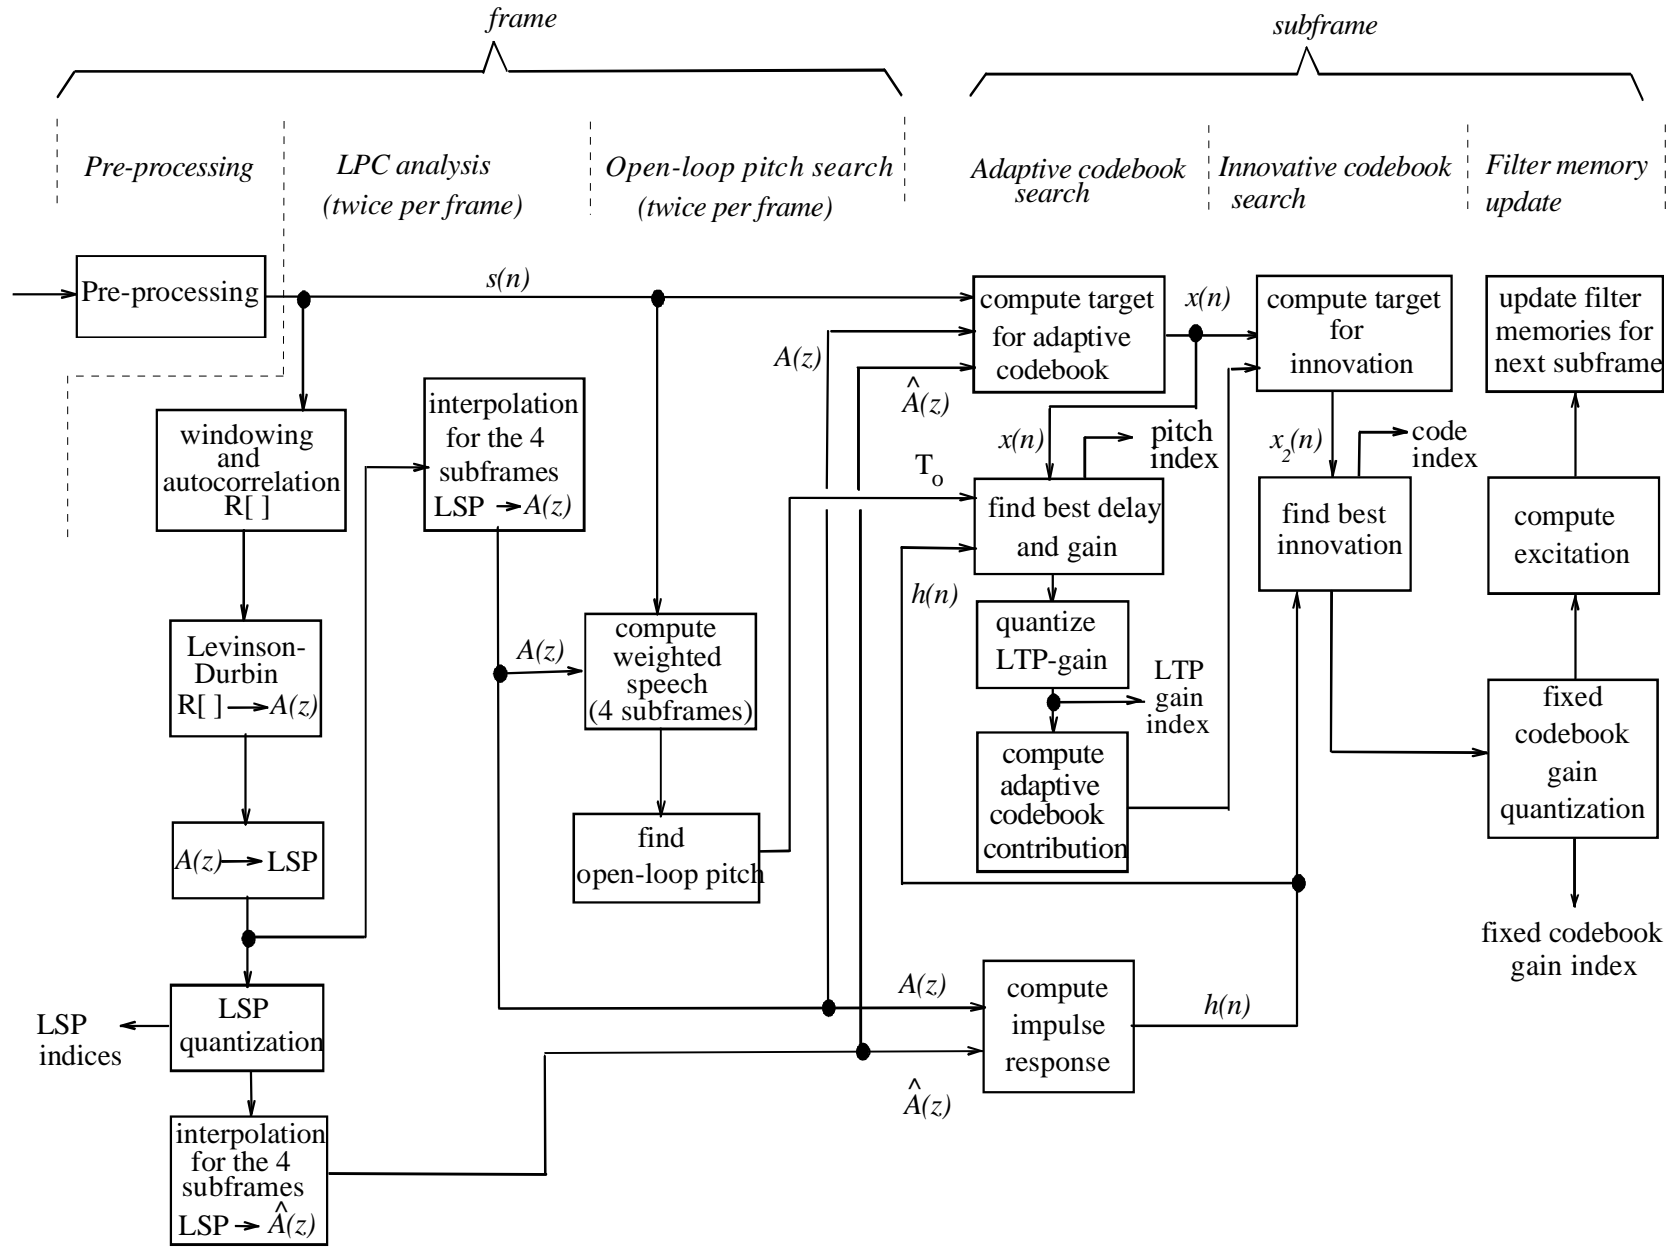 frame
subframe
Pre-processing
LPC analysis
(twice per frame)
Open-loop pitch search
(twice per frame)
Adaptive codebook
search
Innovative codebook
search
Filter memory
update
Pre-processing
s(n)
compute target
for adaptive
codebook
x(n)
compute target
for
innovation
update filter
memories for
next subframe
A(z)
Â(z)
windowing
and
autocorrelation
R[ ]
interpolation
for the 4
subframes
LSP → A(z)
x(n)
pitch
index
x2(n)
code
index
To
find best delay
and gain
find best
innovation
compute
excitation
h(n)
Levinson-
Durbin
R[ ] → A(z)
A(z)
compute
weighted
speech
(4 subframes)
quantize
LTP-gain
LTP
gain
index
fixed
codebook
gain
quantization
compute
adaptive
codebook
contribution
A(z) → LSP
find
open-loop pitch
fixed codebook
gain index
LSP
indices
LSP
quantization
A(z)
compute
impulse
response
h(n)
Â(z)
interpolation
for the 4
subframes
LSP → Â(z)